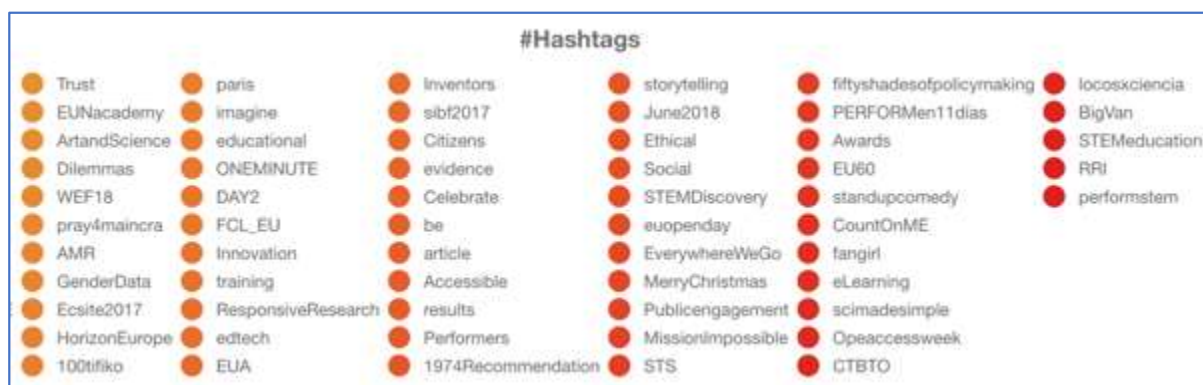 #Hashtags
Trust paris Inventors storytelling fiftyshadesofpolicymaking locosxciencia
EUNacademy imagine sibf2017 June2018 PERFORMen11dias BigVan
ArtandScience educational Citizens Ethical Awards STEMeducation
Dilemmas ONEMINUTE evidence Social EU60 RRI
WEF18 DAY2 Celebrate STEMDiscovery standupcomedy performstem
pray4maincra FCL_EU be euopenday CountOnME
AMR Innovation article EverywhereWeGo fangirl
GenderData training Accessible MerryChristmas eLearning
Ecsite2017 ResponsiveResearch results Publicengagement scimadesimple
HorizonEurope edtech Performers MissionImpossible Opeaccessweek
100tifiko EUA 1974Recommendation STS CTBTO